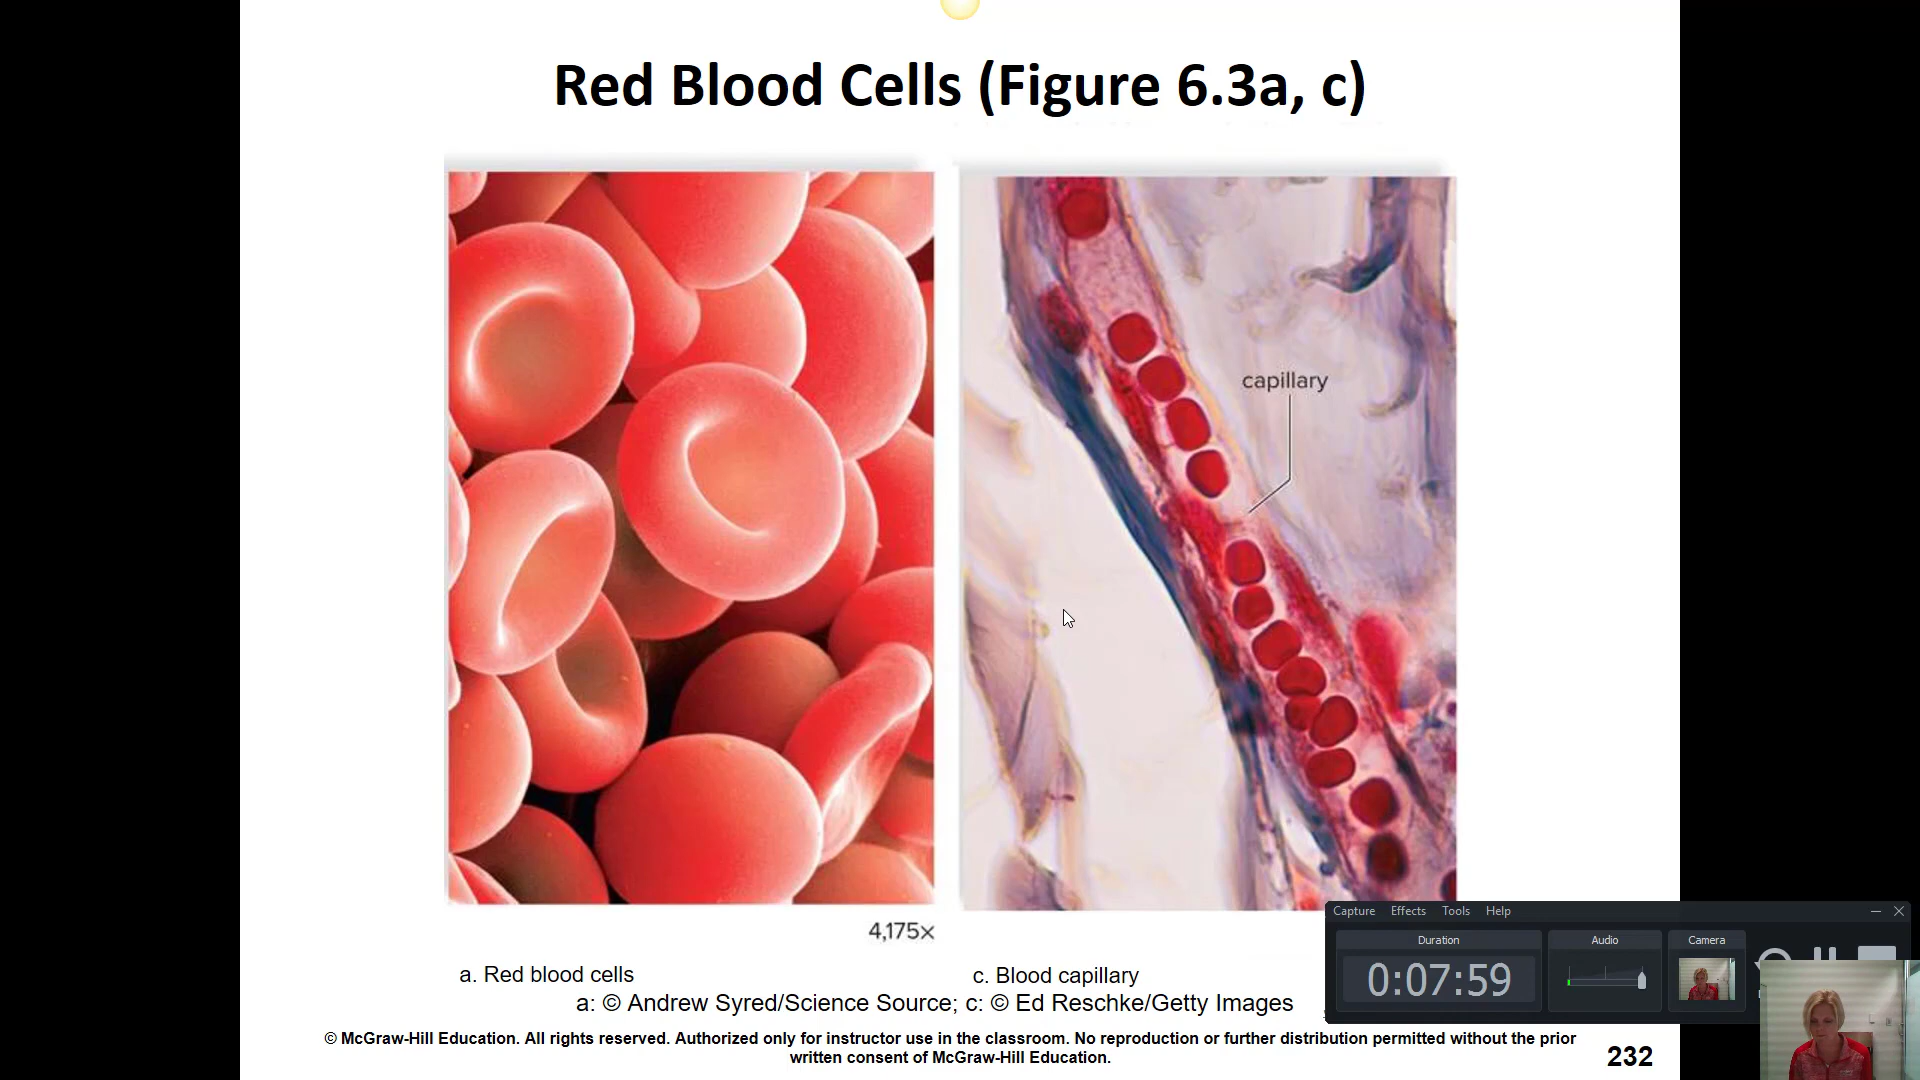 Red Blood Cells (Figure 6.3a, c)
capillary
4,175x
a. Red blood cells
c. Blood capillary
a: © Andrew Syred/Science Source; c: © Ed Reschke/Getty Images
© McGraw-Hill Education. All rights reserved. Authorized only for instructor use in the classroom. No reproduction or further distribution permitted without the prior
written consent of McGraw-Hill Education.
232
Capture Effects Tools Help
Duration Audio Camera
0:07:59